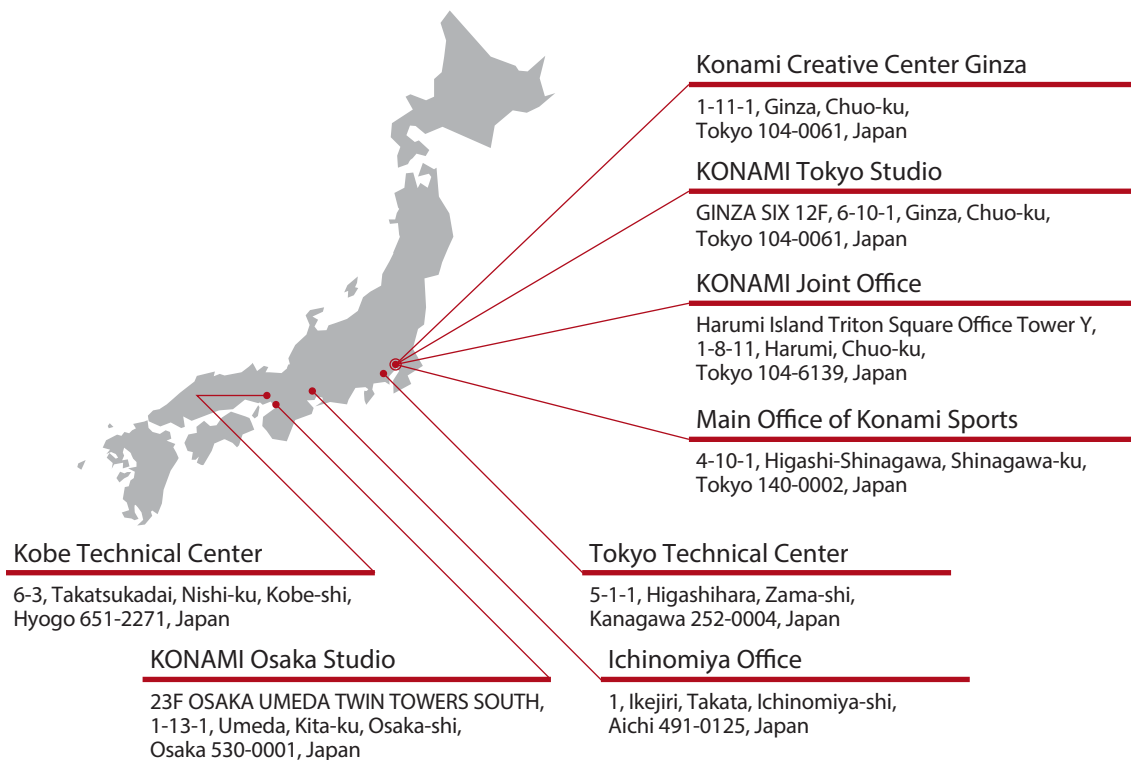 Konami Creative Center Ginza
1-11-1, Ginza, Chuo-ku,
Tokyo 104-0061, Japan
KONAMI Tokyo Studio
GINZA SIX 12F, 6-10-1, Ginza, Chuo-ku,
Tokyo 104-0061, Japan
KONAMI Joint Office
Harumi Island Triton Square Office Tower Y,
1-8-11, Harumi, Chuo-ku,
Tokyo 104-6139, Japan
Main Office of Konami Sports
4-10-1, Higashi-Shinagawa, Shinagawa-ku,
Tokyo 140-0002, Japan
Kobe Technical Center
6-3, Takatsukadai, Nishi-ku, Kobe-shi,
Hyogo 651-2271, Japan
Tokyo Technical Center
5-1-1, Higashihara, Zama-shi,
Kanagawa 252-0004, Japan
KONAMI Osaka Studio
23F OSAKA UMEDA TWIN TOWERS SOUTH,
1-13-1, Umeda, Kita-ku, Osaka-shi,
Osaka 530-0001, Japan
Ichinomiya Office
1, Ikejiri, Takata, Ichinomiya-shi,
Aichi 491-0125, Japan